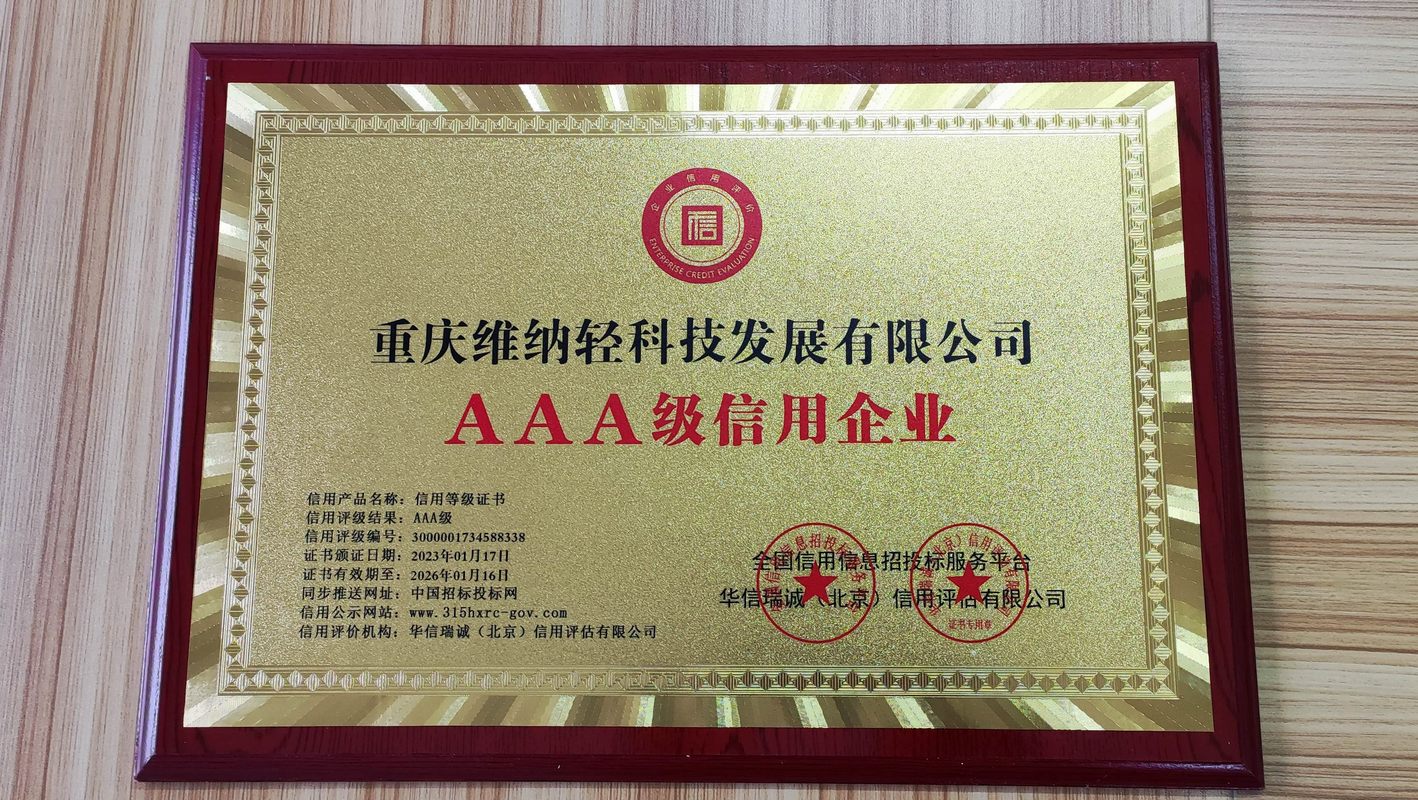 企业信用评价
信
ENTERPRISE CREDIT EVALUATION
重庆维纳轻科技发展有限公司
AAA级信用企业
信用产品名称：信用等级证书
信用评级结果：AAA级
信用评级编号：3000001734588338
证书颁证日期：2023年01月17日
证书有效期至：2026年01月16日
同步推送网址：中国招标投标网
信用公示网站：www.315hxrc-gov.com
信用评价机构：华信瑞诚（北京）信用评估有限公司
全国信用信息招投标服务平台
华信瑞诚（北京）信用评估有限公司
证书专用章